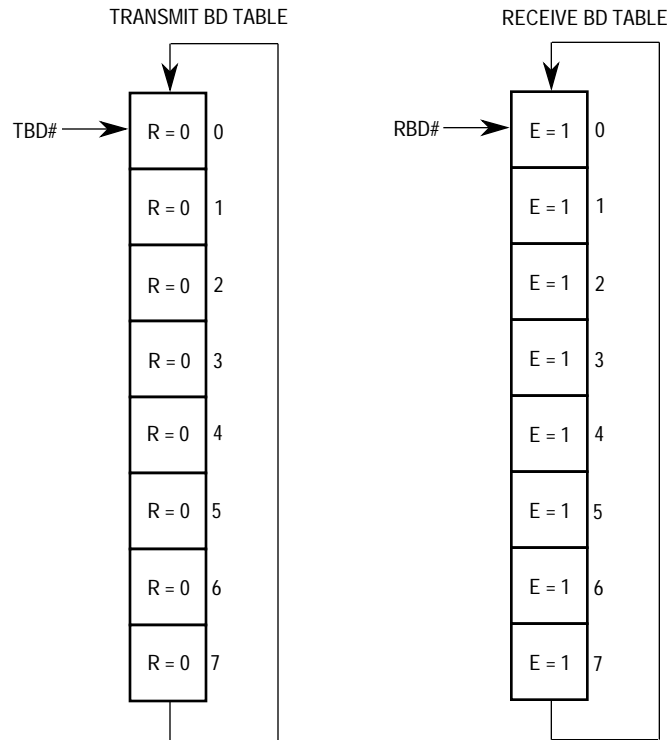 TRANSMIT BD TABLE
TBD#
R = 0 0
R = 0 1
R = 0 2
R = 0 3
R = 0 4
R = 0 5
R = 0 6
R = 0 7
RECEIVE BD TABLE
RBD#
E = 1 0
E = 1 1
E = 1 2
E = 1 3
E = 1 4
E = 1 5
E = 1 6
E = 1 7